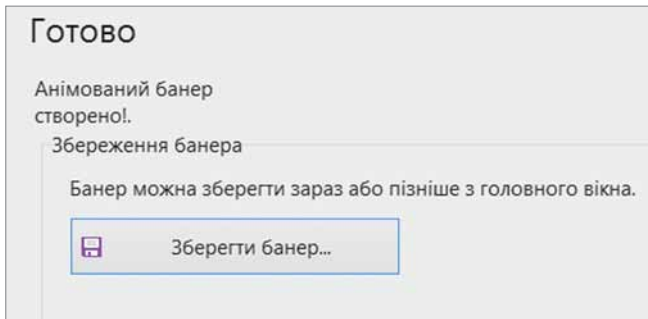 Готово
Анімований банер
створено!.
Збереження банера
Банер можна зберегти зараз або пізніше з головного вікна.
Зберегти банер...